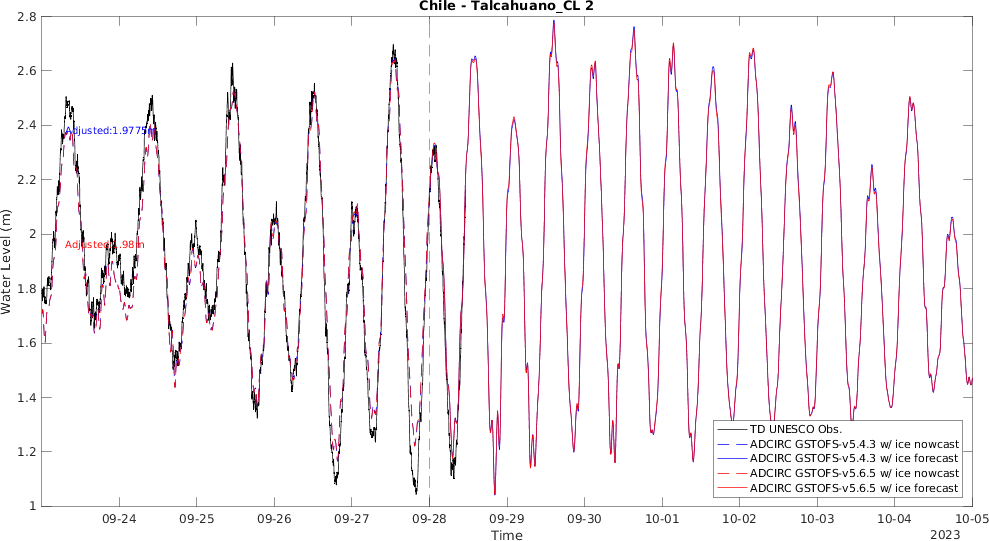 Chile - Talcahuano_CL 2
2.8
2.6
2.4
2.2
2
1.8
1.6
1.4
1.2
1
Water Level (m)
Adjusted:1.9775m
Adjusted:1.98m
TD UNESCO Obs.
ADCIRC GSTOFS-v5.4.3 w/ ice nowcast
ADCIRC GSTOFS-v5.4.3 w/ ice forecast
ADCIRC GSTOFS-v5.6.5 w/ ice nowcast
ADCIRC GSTOFS-v5.6.5 w/ ice forecast
09-24 09-25 09-26 09-27 09-28 09-29 09-30 10-01 10-02 10-03 10-04 10-05
Time
2023